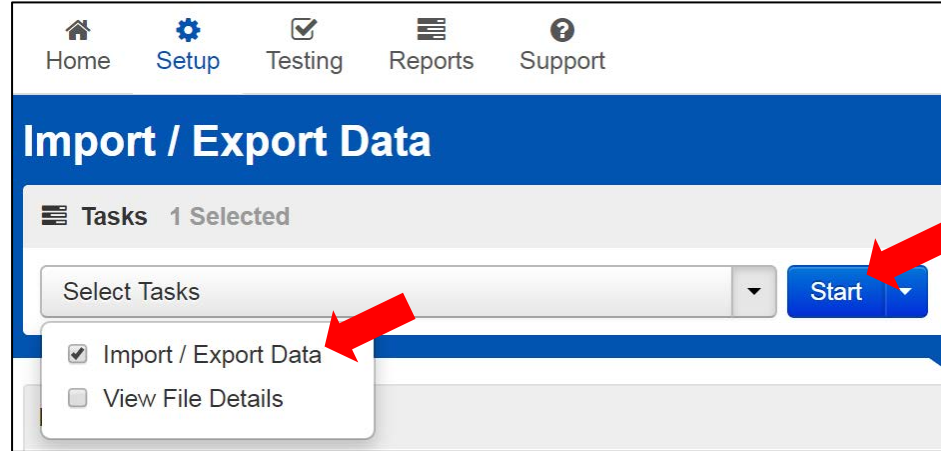 Home Setup Testing Reports Support
Import / Export Data
Tasks 1 Selected
Select Tasks Start
Import / Export Data
View File Details